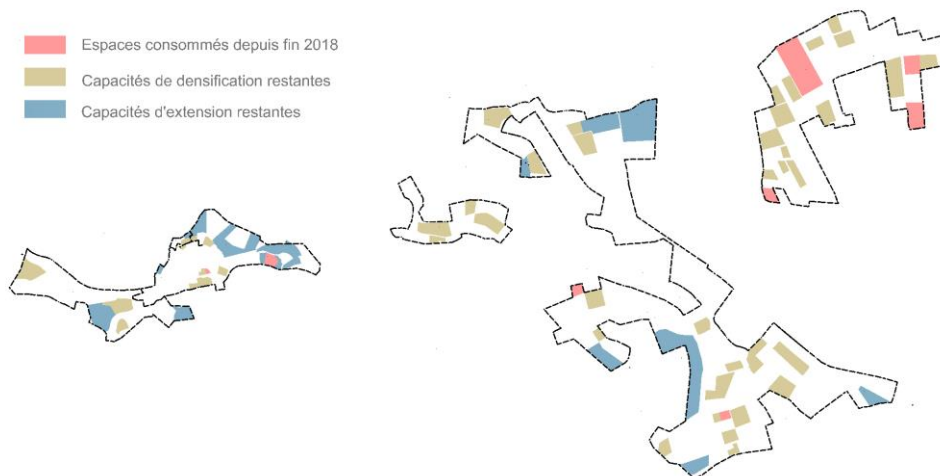 Espaces consommés depuis fin 2018
Capacités de densification restantes
Capacités d'extension restantes